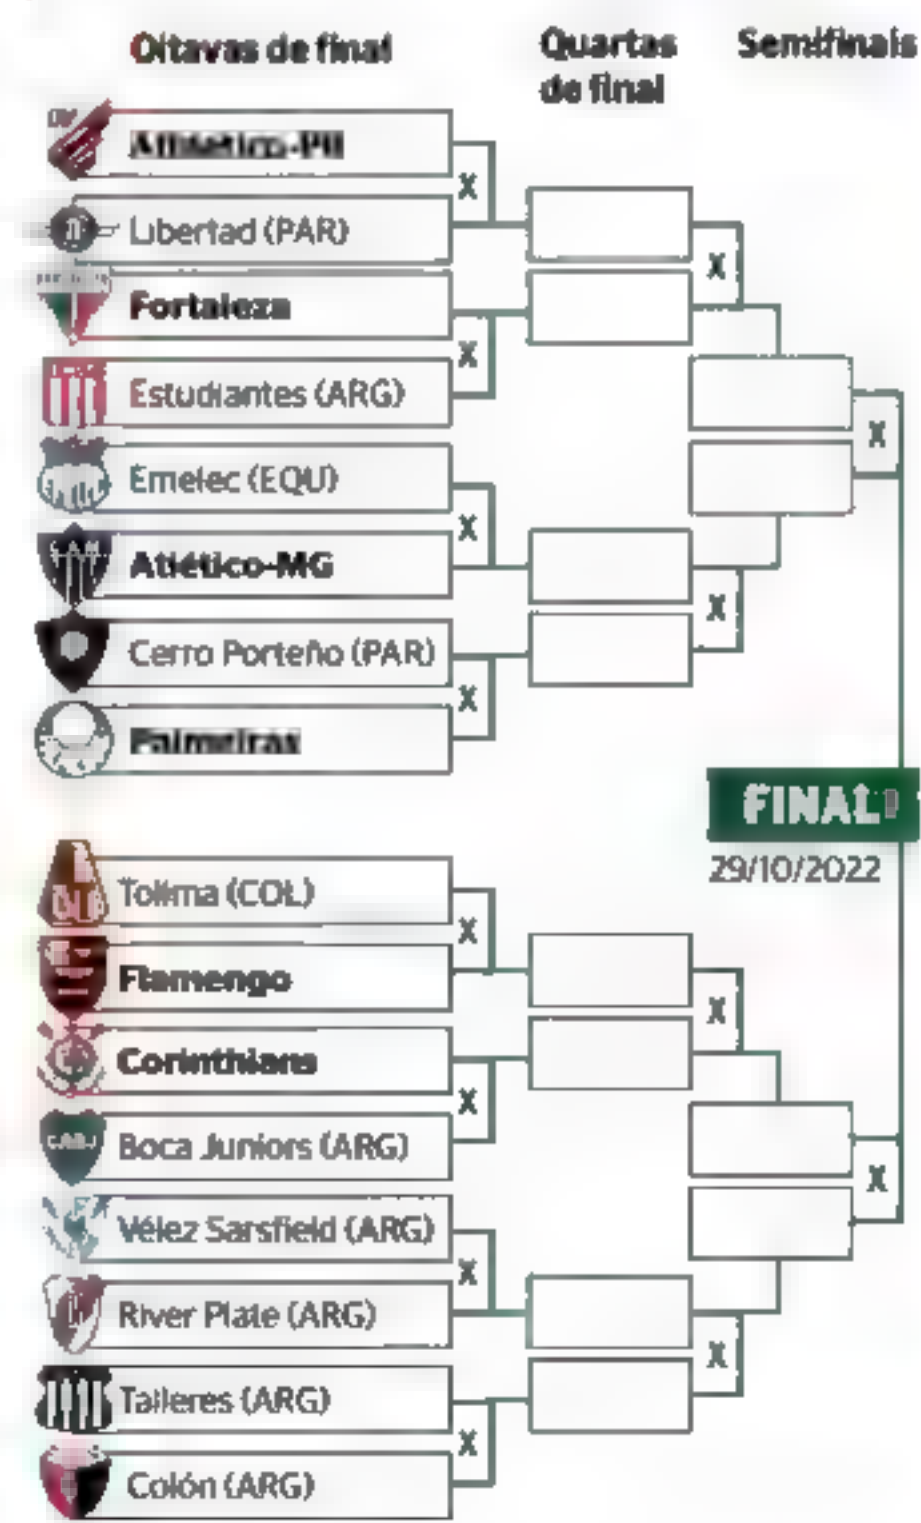 Oitavas de final
Quartas
de final
Semifinais
Athletico-PR
X
Libertad (PAR)
X
Fortaleza
X
Estudiantes (ARG)
X
Emelec (EQU)
X
Atlético-MG
X
Cerro Porteño (PAR)
X
Palmeiras
FINAL
29/10/2022
Tolima (COL)
X
Flamengo
X
Corinthians
X
Boca Juniors (ARG)
X
Vélez Sarsfield (ARG)
X
River Plate (ARG)
X
Talleres (ARG)
X
Colón (ARG)